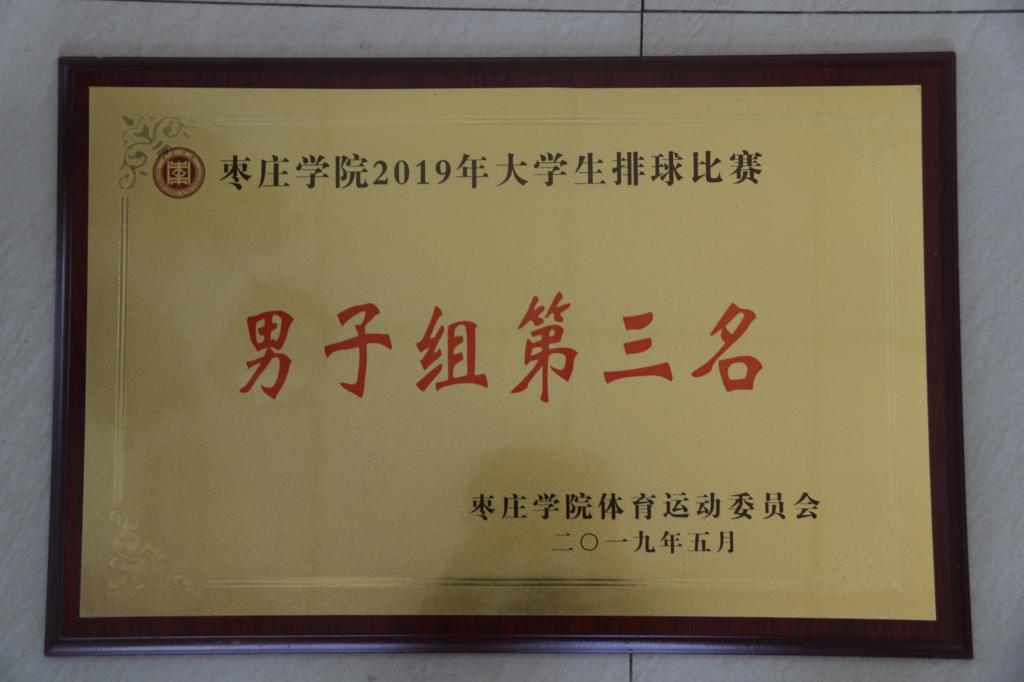 枣庄学院2019年大学生排球比赛
男子组第三名
枣庄学院体育运动委员会
二〇一九年五月